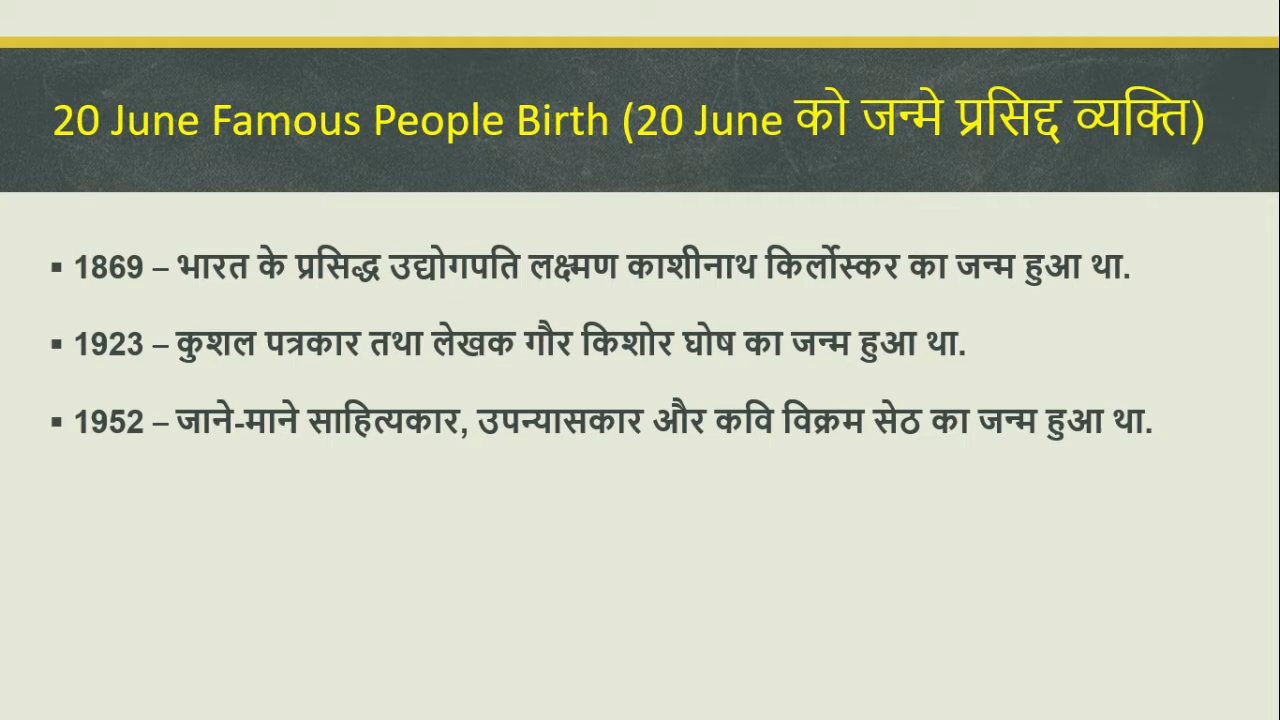 20 June Famous People Birth (20 June को जन्मे प्रसिद्द व्यक्ति)
▪ 1869 – भारत के प्रसिद्ध उद्योगपति लक्ष्मण काशीनाथ किर्लोस्कर का जन्म हुआ था.
▪ 1923 – कुशल पत्रकार तथा लेखक गौर किशोर घोष का जन्म हुआ था.
▪ 1952 – जाने-माने साहित्यकार, उपन्यासकार और कवि विक्रम सेठ का जन्म हुआ था.